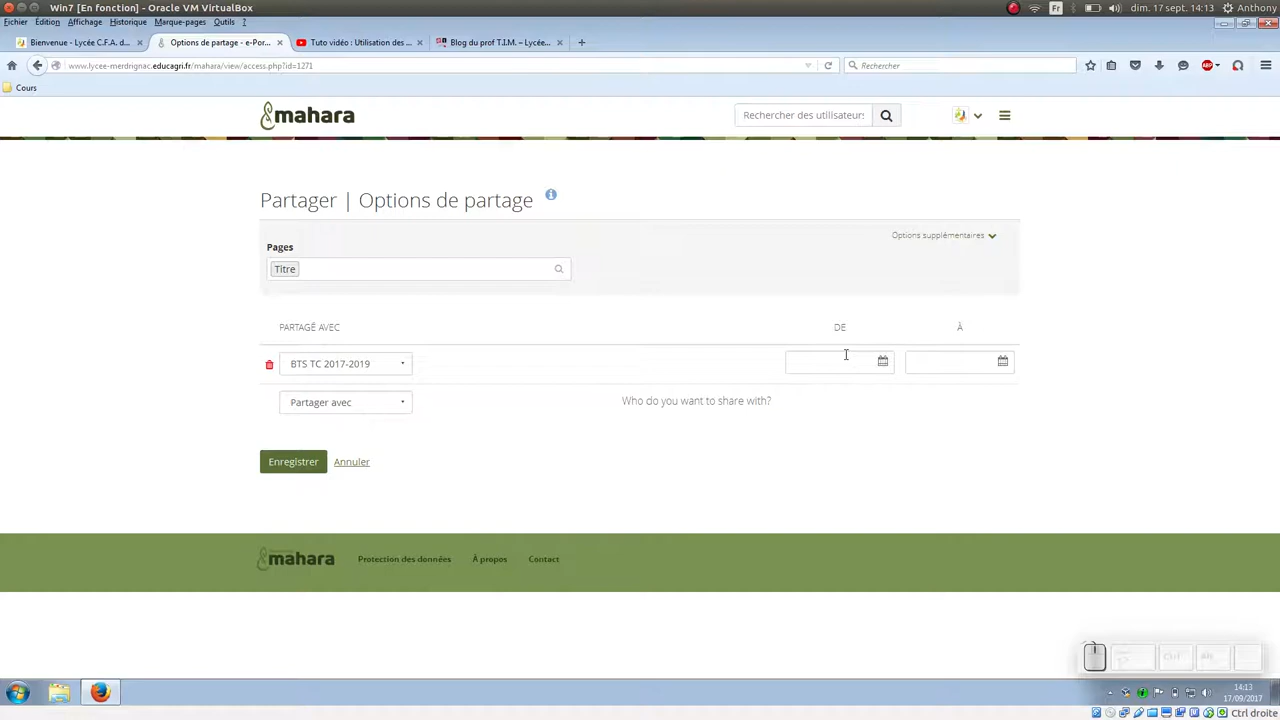 Win7 [En fonction] - Oracle VM VirtualBox
Fr
dim. 17 sept. 14:13
Anthony
Fichier Édition Affichage Historique Marque-pages Outils ?
Bienvenue - Lycée C.F.A. d...
Options de partage - e-Por...
Tuto vidéo : Utilisation des ...
Blog du prof T.I.M. – Lycée...
www.lycee-merdrignac.educagri.fr/mahara/view/access.php?id=1271
Rechercher
ABP
Cours
mahara
Rechercher des utilisateurs
Partager | Options de partage
Options supplémentaires
Pages
Titre
PARTAGÉ AVEC
DE
À
BTS TC 2017-2019
Partager avec
Who do you want to share with?
Enregistrer
Annuler
mahara
Protection des données
À propos
Contact
Ctrl
Alt
14:13
17/09/2017
Ctrl droite